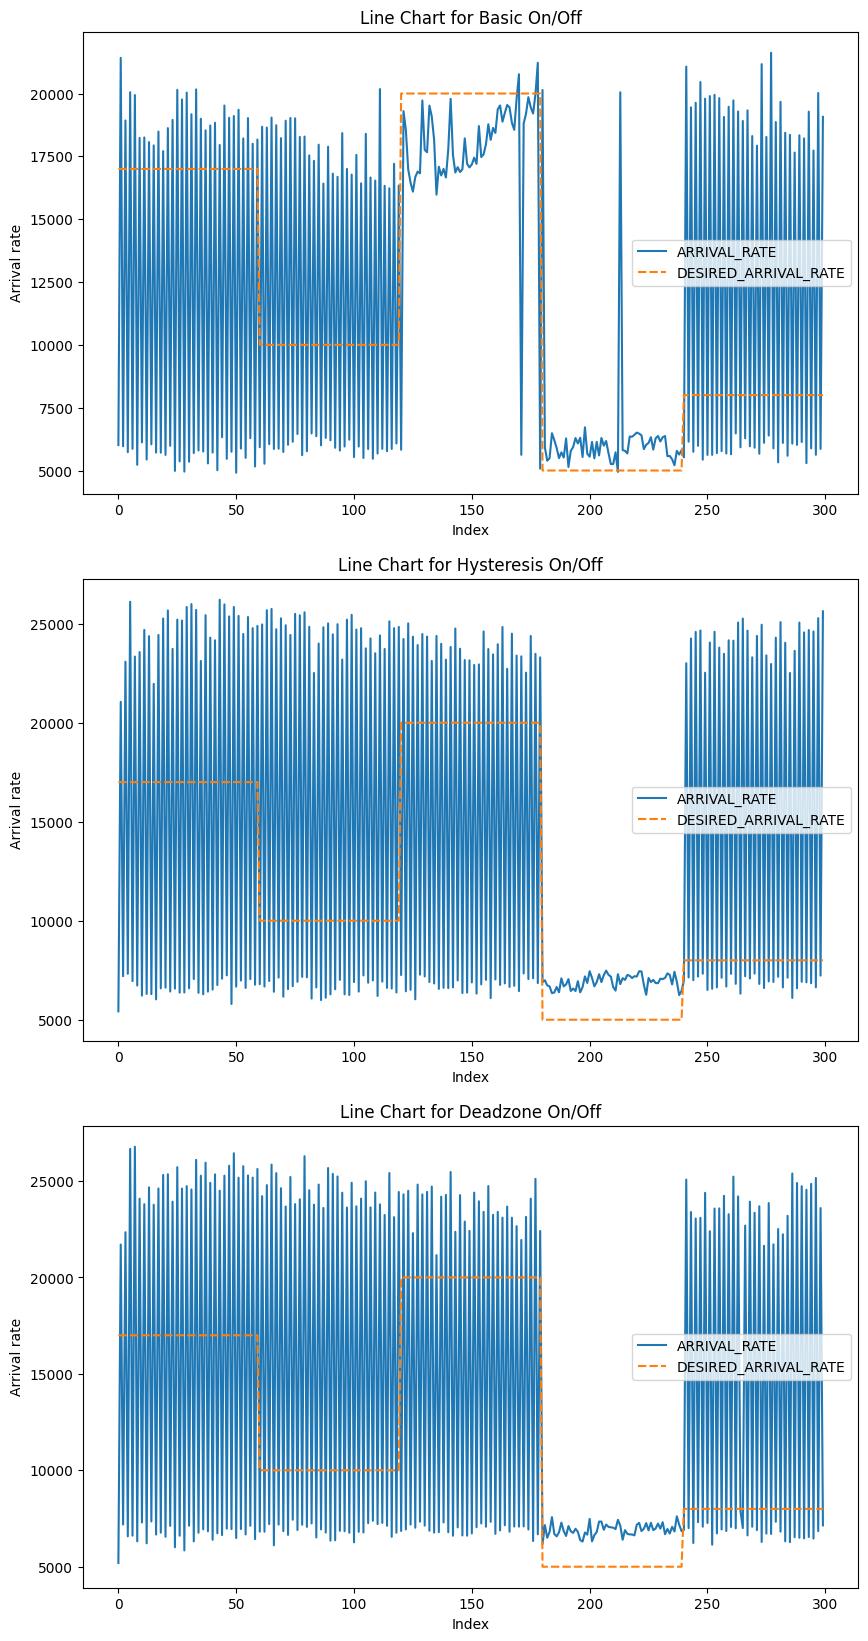 Line Chart for Basic On/Off
20000
17500
15000
12500
10000
7500
5000
Arrival rate
ARRIVAL_RATE
DESIRED_ARRIVAL_RATE
0 50 100 150 200 250 300
Index
Line Chart for Hysteresis On/Off
25000
20000
15000
10000
5000
Arrival rate
ARRIVAL_RATE
DESIRED_ARRIVAL_RATE
0 50 100 150 200 250 300
Index
Line Chart for Deadzone On/Off
25000
20000
15000
10000
5000
Arrival rate
ARRIVAL_RATE
DESIRED_ARRIVAL_RATE
0 50 100 150 200 250 300
Index